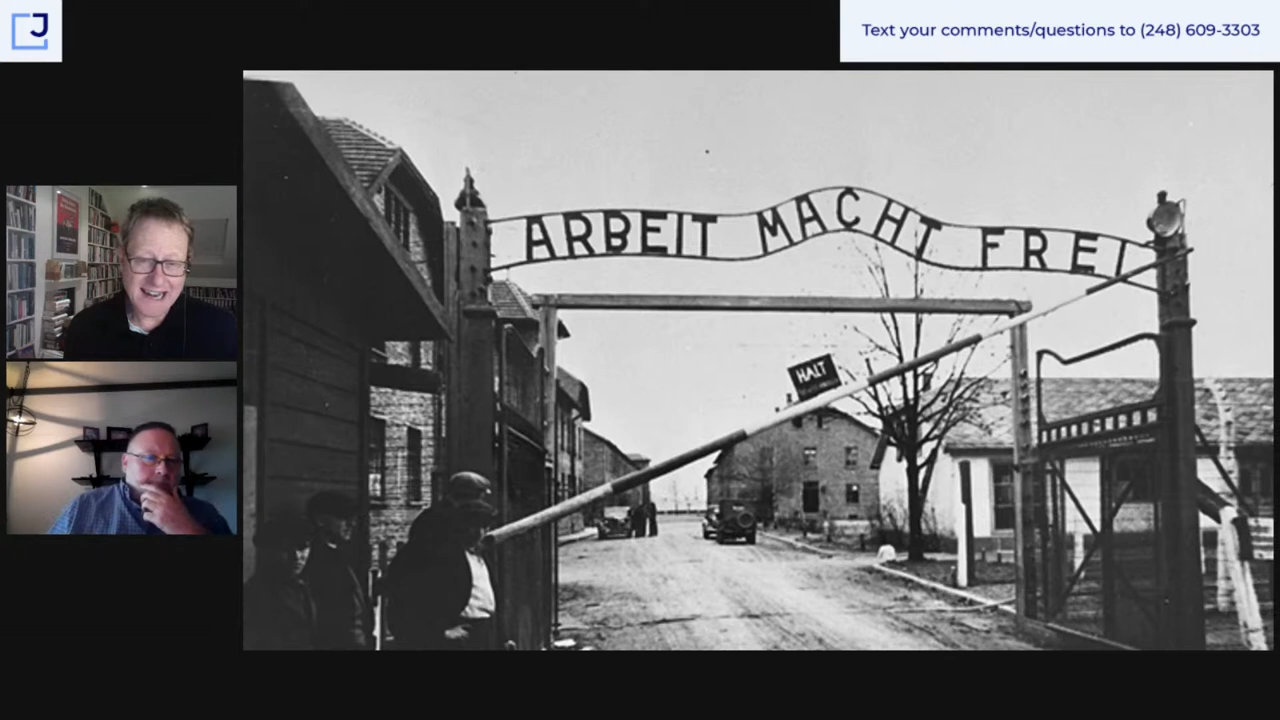 J
Text your comments/questions to (248) 609-3303
ARBEIT MACHT FREI
HALT